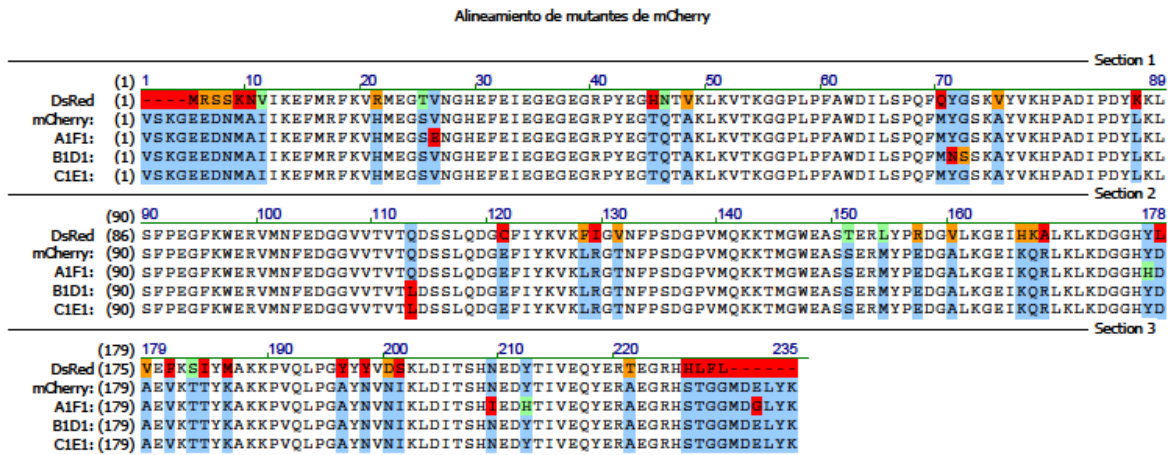 Alineamiento de mutantes de mCherry
Section 1
(1) 1 10 20 30 40 50 60 70 89
DsRed (1) ----MRSSKNVIKEFMRFKVRMEGTVNGHEFEIEGEGEGRPYEGHNTVKLKVTKGGPLPFAWDILSPQFQYGSKVYVKHPADIPDYKKL
mCherry: (1) VSKGEEDNMAIIKEFMRFKVHMEGSVNGHEFEIEGEGEGRPYEGTQTAKLKVTKGGPLPFAWDILSPQFMYGSKAYVKHPADIPDYLKL
A1F1: (1) VSKGEEDNMAIIKEFMRFKVHMEGSENGHEFEIEGEGEGRPYEGTQTAKLKVTKGGPLPFAWDILSPQFMYGSKAYVKHPADIPDYLKL
B1D1: (1) VSKGEEDNMAIIKEFMRFKVHMEGSVNGHEFEIEGEGEGRPYEGTQTAKLKVTKGGPLPFAWDILSPQFMNSSKAYVKHPADIPDYLKL
C1E1: (1) VSKGEEDNMAIIKEFMRFKVHMEGSVNGHEFEIEGEGEGRPYEGTQTAKLKVTKGGPLPFAWDILSPQFMYGSKAYVKHPADIPDYLKL
Section 2
(90) 90 100 110 120 130 140 150 160 178
DsRed (86) SFPEGFKWERVMNFEDGGVVTVTQDSSLQDGCFIYKVKFIGVNFPSDGPVMQKKTMGWEASTERLYPRDGVLKGEIHKALKLKDGGHYL
mCherry: (90) SFPEGFKWERVMNFEDGGVVTVTQDSSLQDGEFIYKVKLRGTNFPSDGPVMQKKTMGWEASSERMYPEDGALKGEIKQRLKLKDGGHYD
A1F1: (90) SFPEGFKWERVMNFEDGGVVTVTQDSSLQDGEFIYKVKLRGTNFPSDGPVMQKKTMGWEASSERMYPEDGALKGEIKQRLKLKDGGHHD
B1D1: (90) SFPEGFKWERVMNFEDGGVVTVTLDSSLQDGEFIYKVKLRGTNFPSDGPVMQKKTMGWEASSERMYPEDGALKGEIKQRLKLKDGGHYD
C1E1: (90) SFPEGFKWERVMNFEDGGVVTVTLDSSLQDGEFIYKVKLRGTNFPSDGPVMQKKTMGWEASSERMYPEDGALKGEIKQRLKLKDGGHYD
Section 3
(179) 179 190 200 210 220 235
DsRed (175) VEPKSIYMAKKPVQLPGYYYVDSKLDITSHNEDYTIVEQYERTEGRHHLFL------
mCherry: (179) AEVKTTYKAKKPVQLPGAYNVNIKLDITSHNEDYTIVEQYERAEGRHSTGGMDELYK
A1F1: (179) AEVKTTYKAKKPVQLPGAYNVNIKLDITSHIEDHTIVEQYERAEGRHSTGGMDGLYK
B1D1: (179) AEVKTTYKAKKPVQLPGAYNVNIKLDITSHNEDYTIVEQYERAEGRHSTGGMDELYK
C1E1: (179) AEVKTTYKAKKPVQLPGAYNVNIKLDITSHNEDYTIVEQYERAEGRHSTGGMDELYK